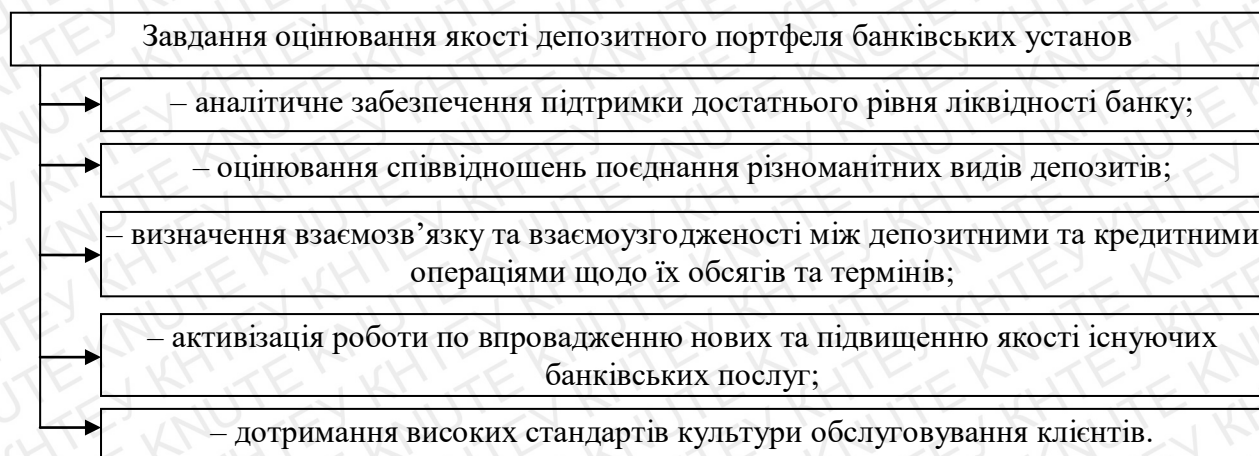 Завдання оцінювання якості депозитного портфеля банківських установ
– аналітичне забезпечення підтримки достатнього рівня ліквідності банку;
– оцінювання співвідношень поєднання різноманітних видів депозитів;
– визначення взаємозв’язку та взаємоузгодженості між депозитними та кредитними
операціями щодо їх обсягів та термінів;
– активізація роботи по впровадженню нових та підвищенню якості існуючих
банківських послуг;
– дотримання високих стандартів культури обслуговування клієнтів.